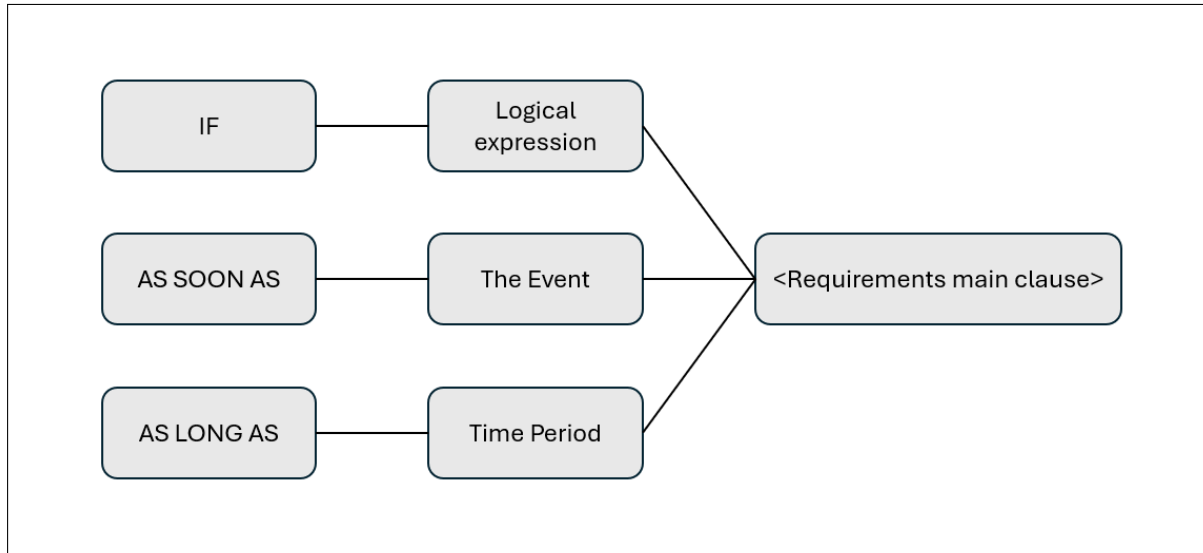 IF
Logical
expression
AS SOON AS
The Event
<Requirements main clause>
AS LONG AS
Time Period